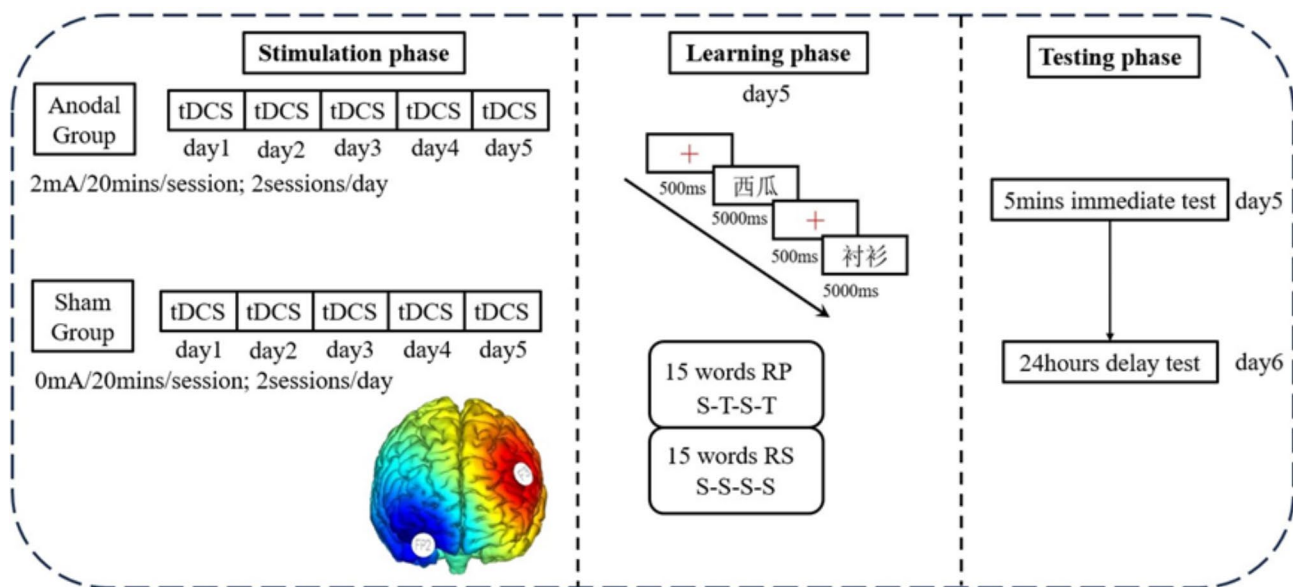 Stimulation phase
Anodal
Group
tDCS tDCS tDCS tDCS tDCS
day1 day2 day3 day4 day5
2mA/20mins/session; 2sessions/day
Sham
Group
tDCS tDCS tDCS tDCS tDCS
day1 day2 day3 day4 day5
0mA/20mins/session; 2sessions/day
FP2
Learning phase
day5
+
500ms
西瓜
5000ms
+
500ms
衬衫
5000ms
15 words RP
S-T-S-T
15 words RS
S-S-S-S
Testing phase
5mins immediate test day5
24hours delay test day6